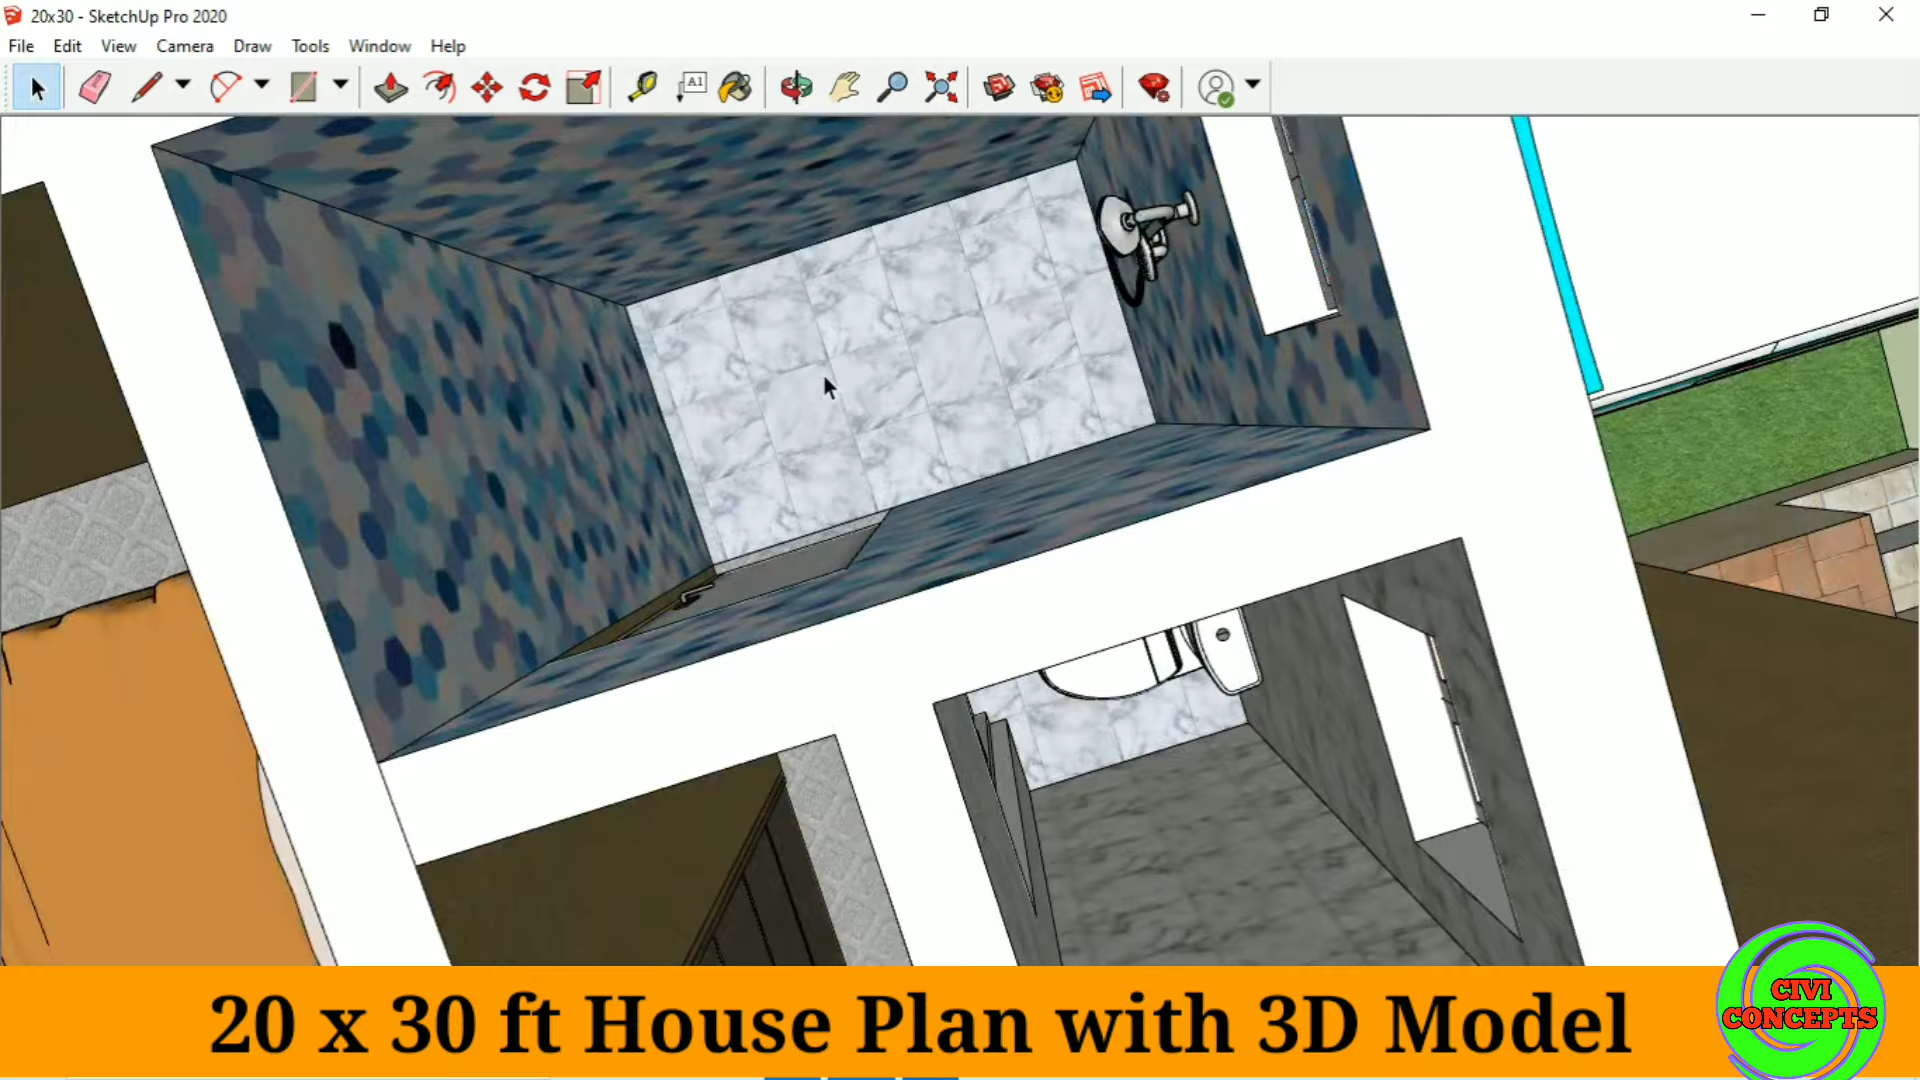 20x30 - SketchUp Pro 2020
File Edit View Camera Draw Tools Window Help
A1
20 x 30 ft House Plan with 3D Model
CIVI
CONCEPTS